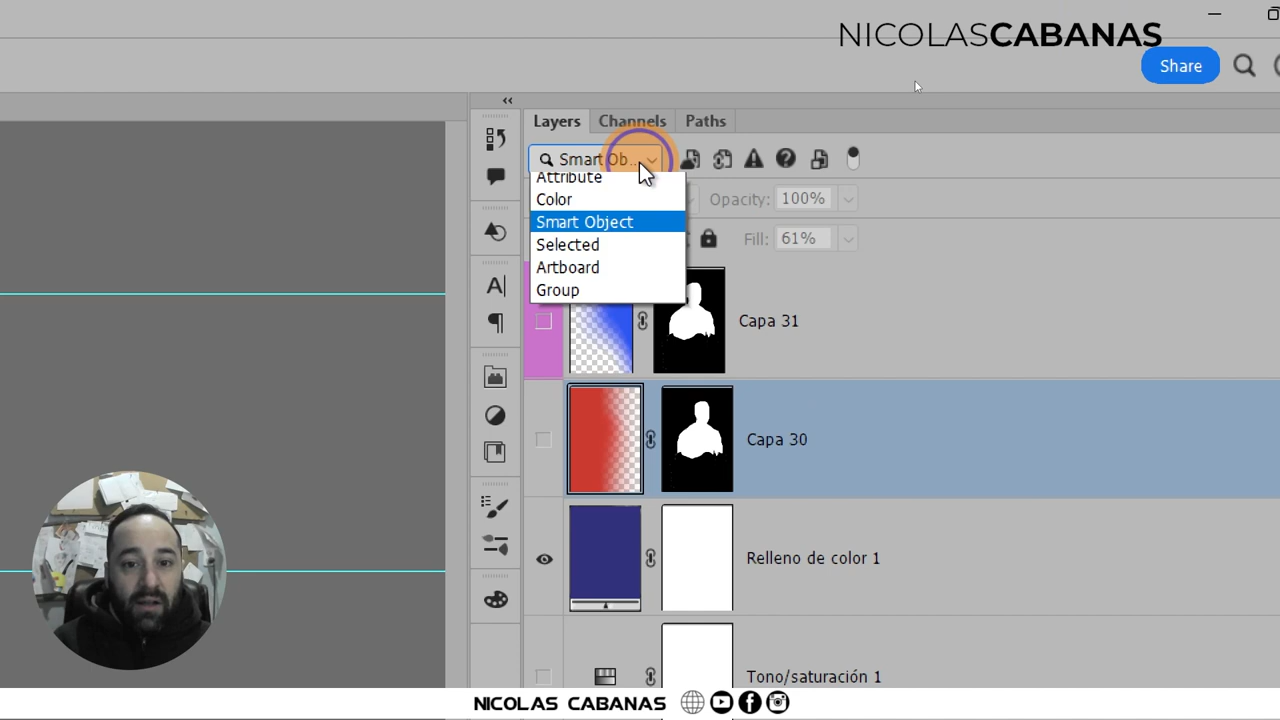 NICOLASCABANAS
Share
Layers Channels Paths
Smart Ob...
Attribute
Color
Smart Object
Selected
Artboard
Group
Opacity: 100%
Fill: 61%
Capa 31
Capa 30
Relleno de color 1
Tono/saturación 1
NICOLAS CABANAS